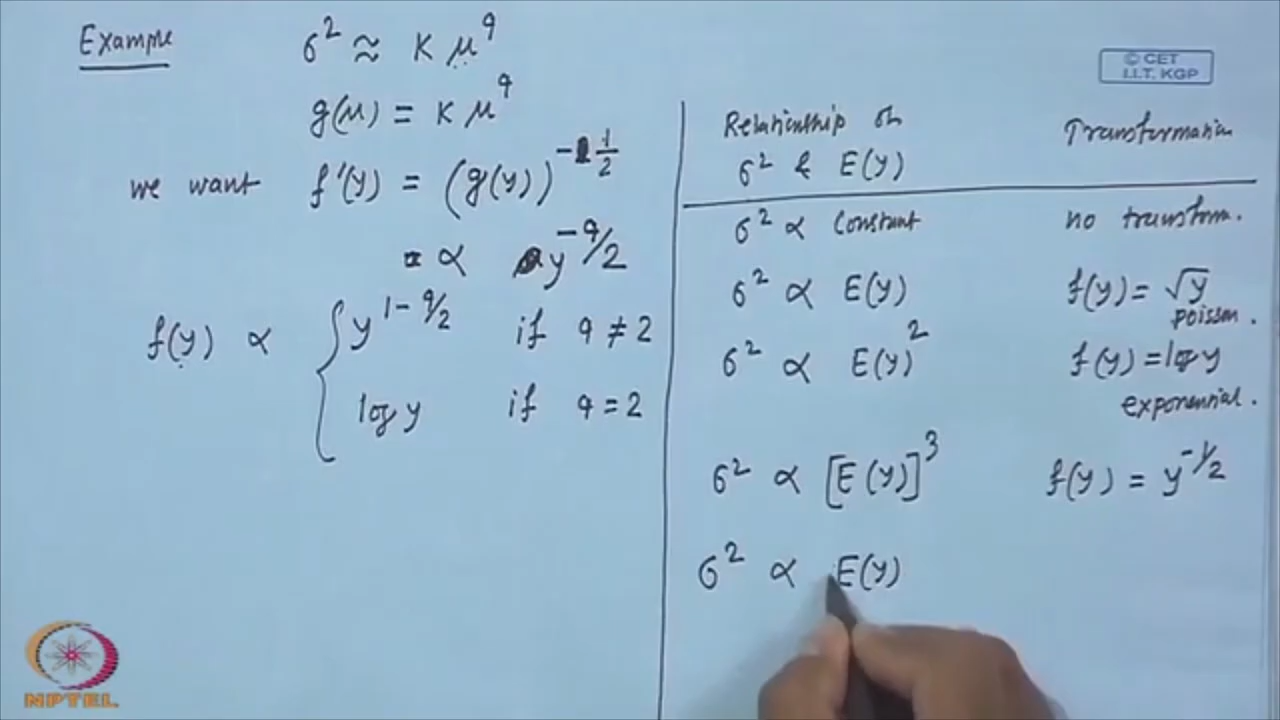 Example σ² ≈ K μ^q
g(μ) = K μ^q
we want f'(y) = (g(y))^(-1/2)
∝ y^(-q/2)
f(y) ∝ { y^(1-q/2) if q ≠ 2
log y if q = 2
© CET
I.I.T. KGP
Relationship on
σ² & E(y)
Transformation
σ² ∝ Constant no transform.
σ² ∝ E(y) f(y) = √y
poisson.
σ² ∝ E(y)² f(y) = log y
exponential.
σ² ∝ [E(y)]³ f(y) = y^(-1/2)
σ² ∝ E(y)
NPTEL